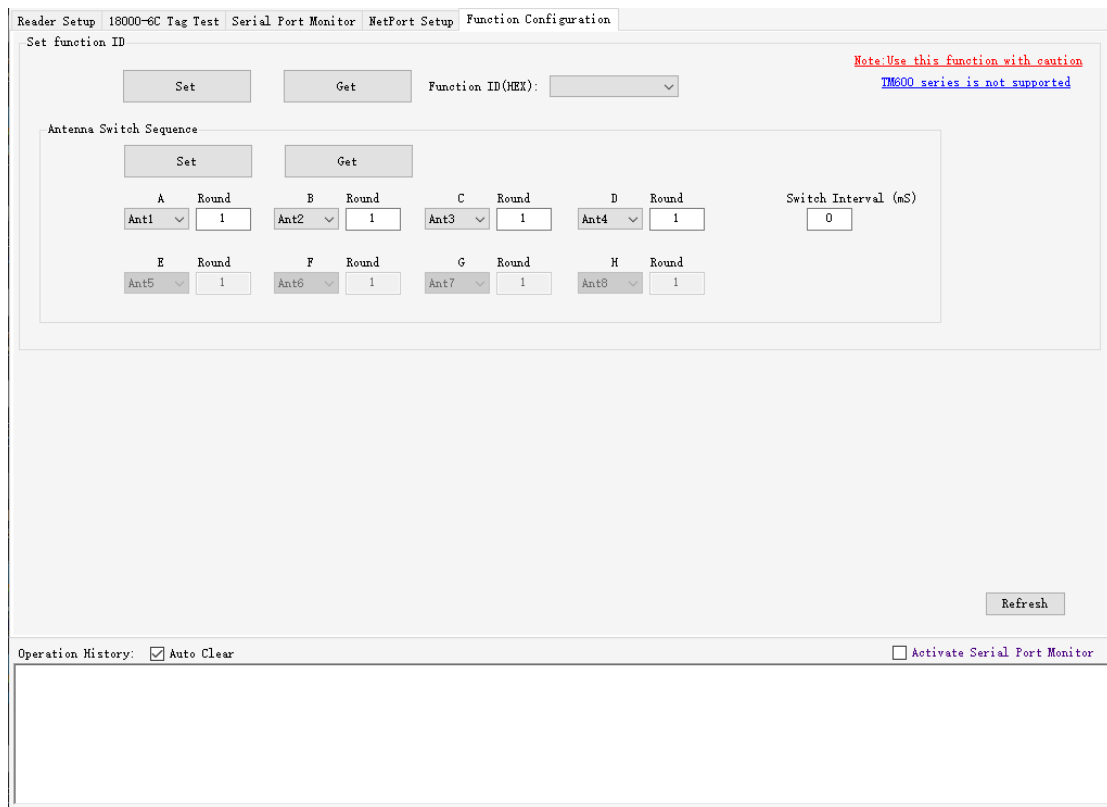 Reader Setup 18000-6C Tag Test Serial Port Monitor NetPort Setup Function Configuration
Set function ID
Note:Use this function with caution
Set Get Function ID(HEX):
TM600 series is not supported
Antenna Switch Sequence
Set Get
A Round B Round C Round D Round Switch Interval (mS)
Ant1 1 Ant2 1 Ant3 1 Ant4 1 0
E Round F Round G Round H Round
Ant5 1 Ant6 1 Ant7 1 Ant8 1
Refresh
Operation History: Auto Clear Activate Serial Port Monitor